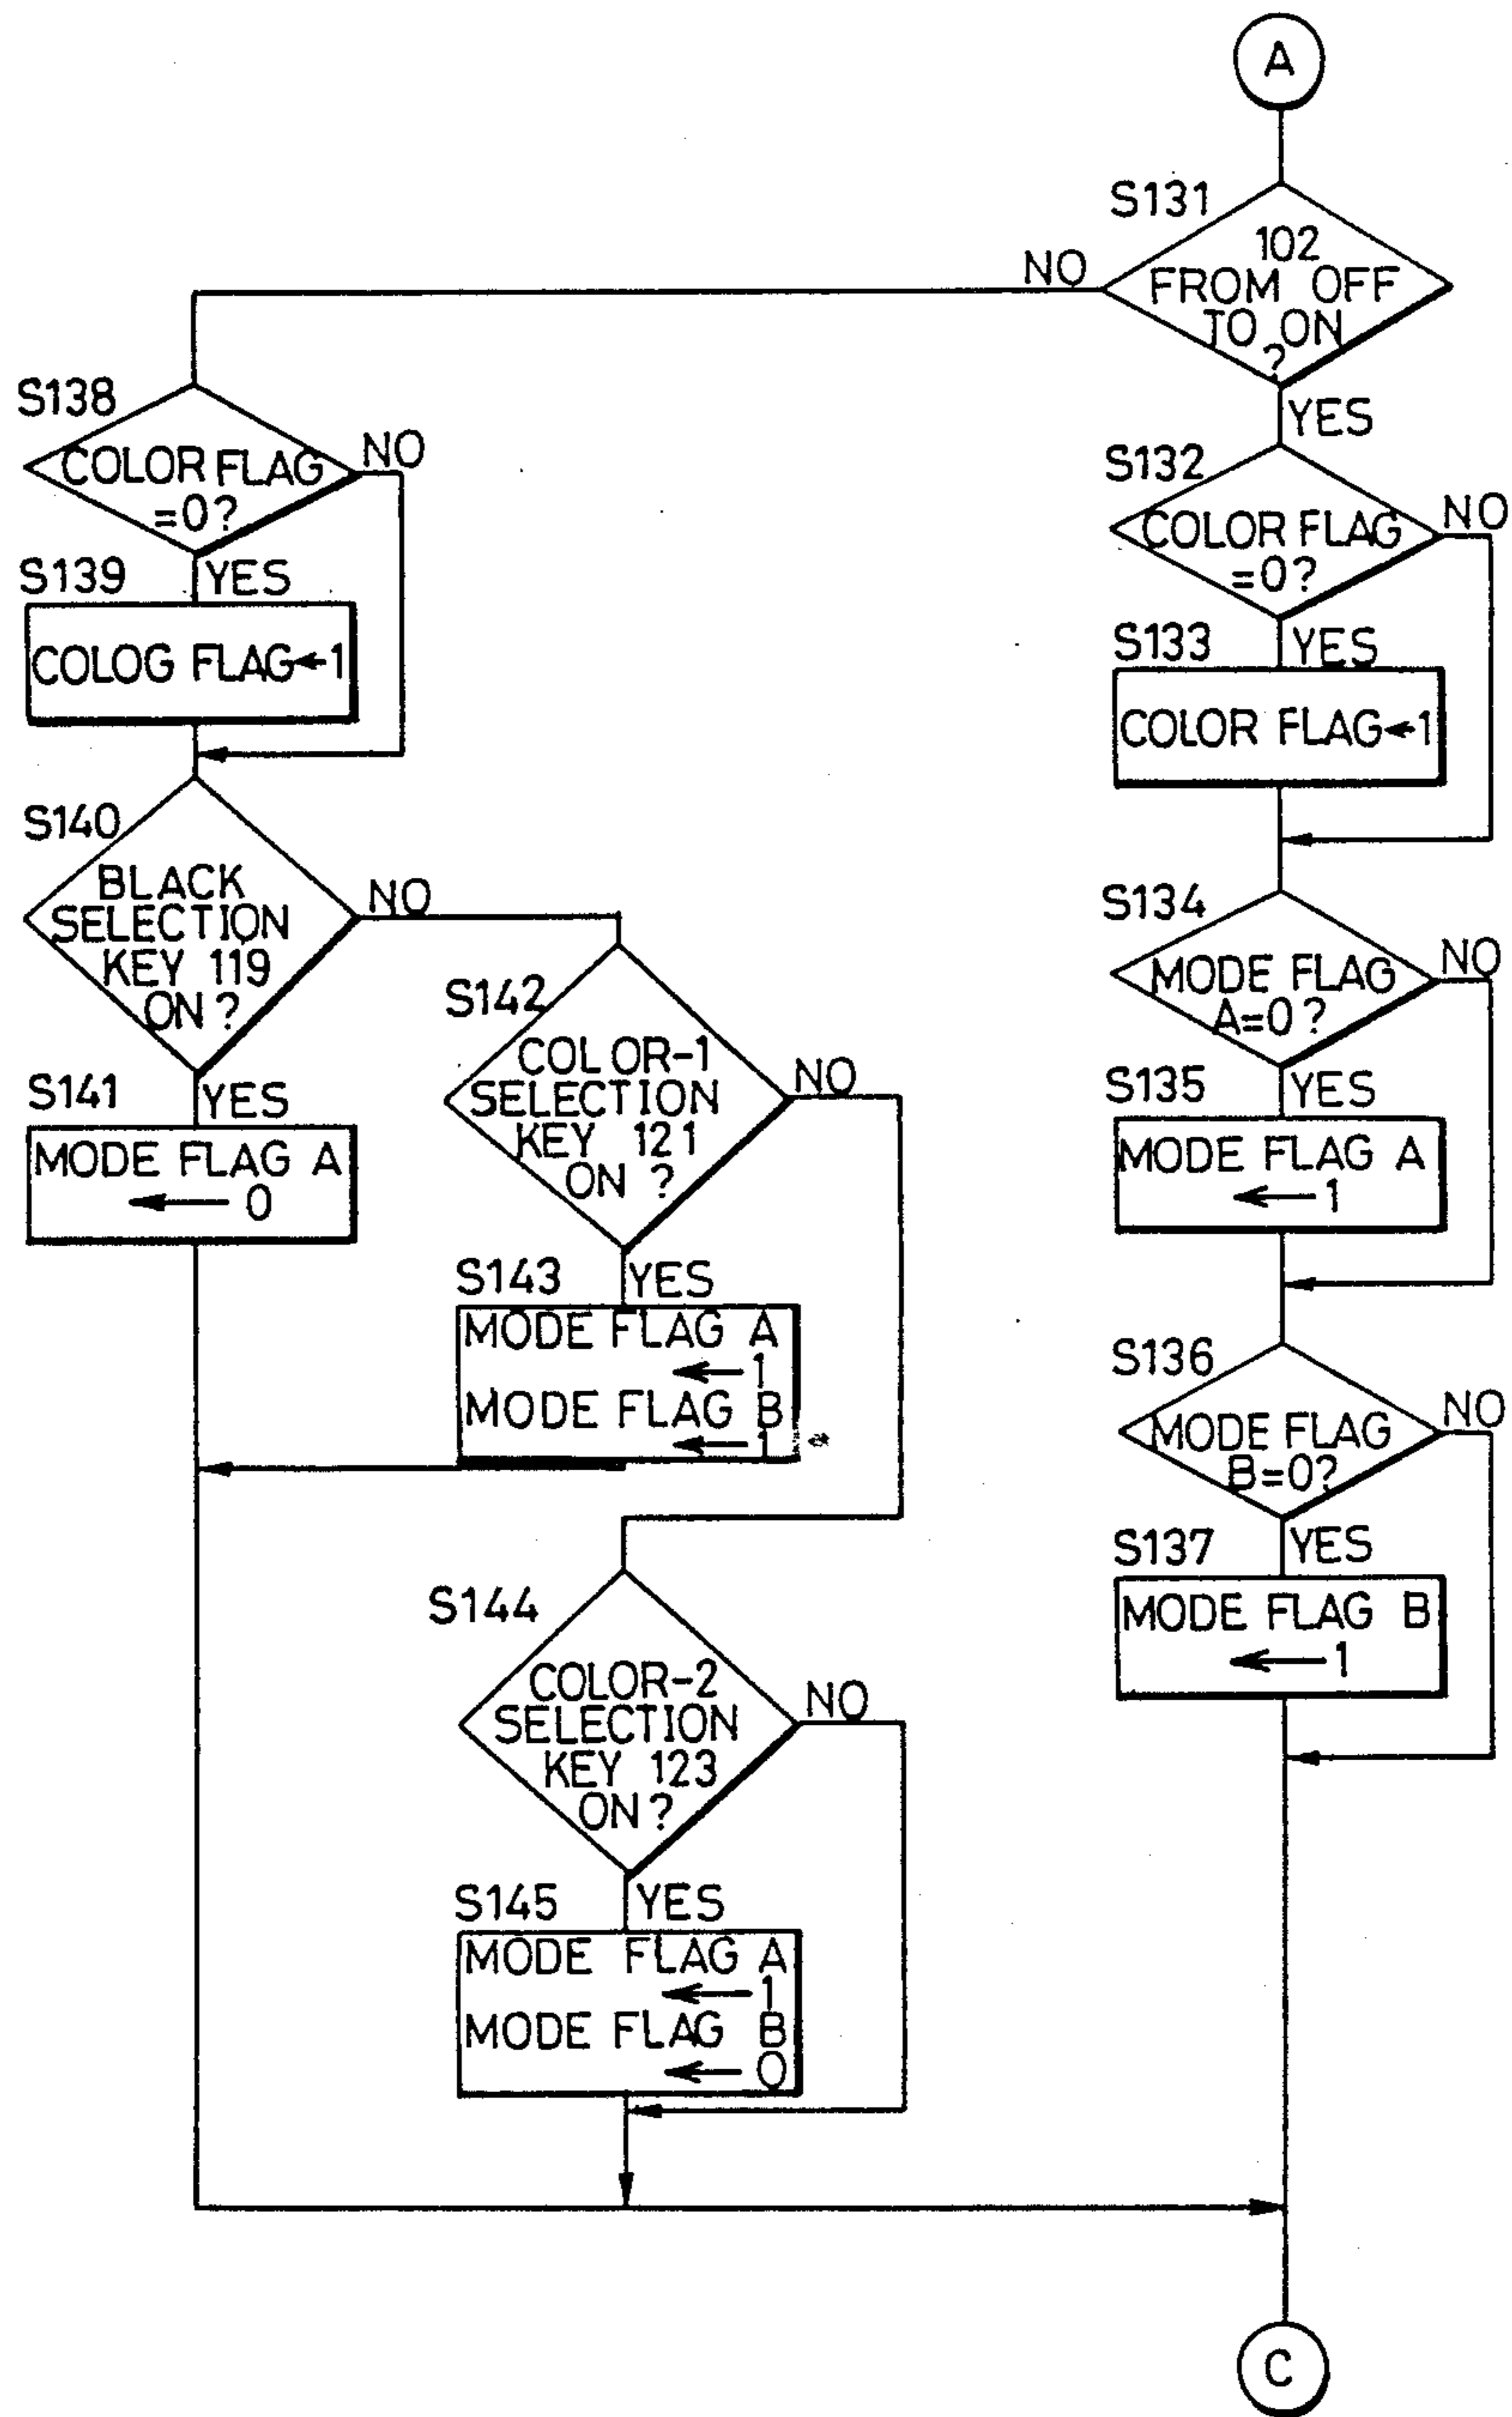 A
S131
102
FROM OFF
TO ON
?
NO
YES
S132
COLOR FLAG
=0?
NO
YES
S133
COLOR FLAG←1
S134
MODE FLAG
A=0?
NO
YES
S135
MODE FLAG A
← 1
S136
MODE FLAG
B=0?
NO
YES
S137
MODE FLAG B
← 1
S138
COLOR FLAG
=0?
NO
YES
S139
COLOG FLAG←1
S140
BLACK
SELECTION
KEY 119
ON?
NO
YES
S141
MODE FLAG A
← 0
S142
COLOR-1
SELECTION
KEY 121
ON ?
NO
YES
S143
MODE FLAG A
← 1
MODE FLAG B
← 1
S144
COLOR-2
SELECTION
KEY 123
ON?
NO
YES
S145
MODE FLAG A
← 1
MODE FLAG B
← 0
C